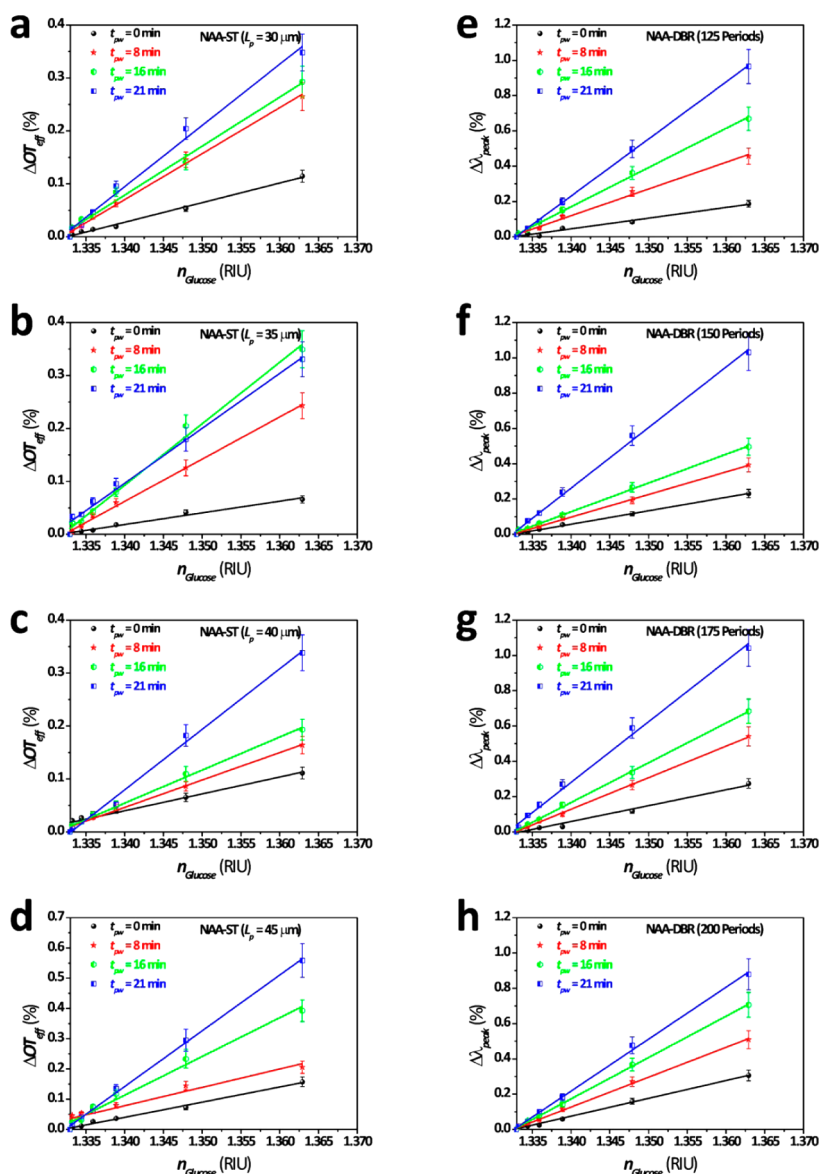 a
NAA-ST (Lp = 30 μm)
tpw = 0 min
tpw = 8 min
tpw = 16 min
tpw = 21 min
ΔOTeff (%)
0.4
0.3
0.2
0.1
0.0
1.335 1.340 1.345 1.350 1.355 1.360 1.365 1.370
nGlucose (RIU)
e
NAA-DBR (125 Periods)
tpw = 0 min
tpw = 8 min
tpw = 16 min
tpw = 21 min
Δλpeak (%)
1.2
1.0
0.8
0.6
0.4
0.2
0.0
1.335 1.340 1.345 1.350 1.355 1.360 1.365 1.370
nGlucose (RIU)
b
NAA-ST (Lp = 35 μm)
tpw = 0 min
tpw = 8 min
tpw = 16 min
tpw = 21 min
ΔOTeff (%)
0.4
0.3
0.2
0.1
0.0
1.335 1.340 1.345 1.350 1.355 1.360 1.365 1.370
nGlucose (RIU)
f
NAA-DBR (150 Periods)
tpw = 0 min
tpw = 8 min
tpw = 16 min
tpw = 21 min
Δλpeak (%)
1.2
1.0
0.8
0.6
0.4
0.2
0.0
1.335 1.340 1.345 1.350 1.355 1.360 1.365 1.370
nGlucose (RIU)
c
NAA-ST (Lp = 40 μm)
tpw = 0 min
tpw = 8 min
tpw = 16 min
tpw = 21 min
ΔOTeff (%)
0.4
0.3
0.2
0.1
0.0
1.335 1.340 1.345 1.350 1.355 1.360 1.365 1.370
nGlucose (RIU)
g
NAA-DBR (175 Periods)
tpw = 0 min
tpw = 8 min
tpw = 16 min
tpw = 21 min
Δλpeak (%)
1.2
1.0
0.8
0.6
0.4
0.2
0.0
1.335 1.340 1.345 1.350 1.355 1.360 1.365 1.370
nGlucose (RIU)
d
NAA-ST (Lp = 45 μm)
tpw = 0 min
tpw = 8 min
tpw = 16 min
tpw = 21 min
ΔOTeff (%)
0.7
0.6
0.5
0.4
0.3
0.2
0.1
0.0
1.335 1.340 1.345 1.350 1.355 1.360 1.365 1.370
nGlucose (RIU)
h
NAA-DBR (200 Periods)
tpw = 0 min
tpw = 8 min
tpw = 16 min
tpw = 21 min
Δλpeak (%)
1.2
1.0
0.8
0.6
0.4
0.2
0.0
1.335 1.340 1.345 1.350 1.355 1.360 1.365 1.370
nGlucose (RIU)